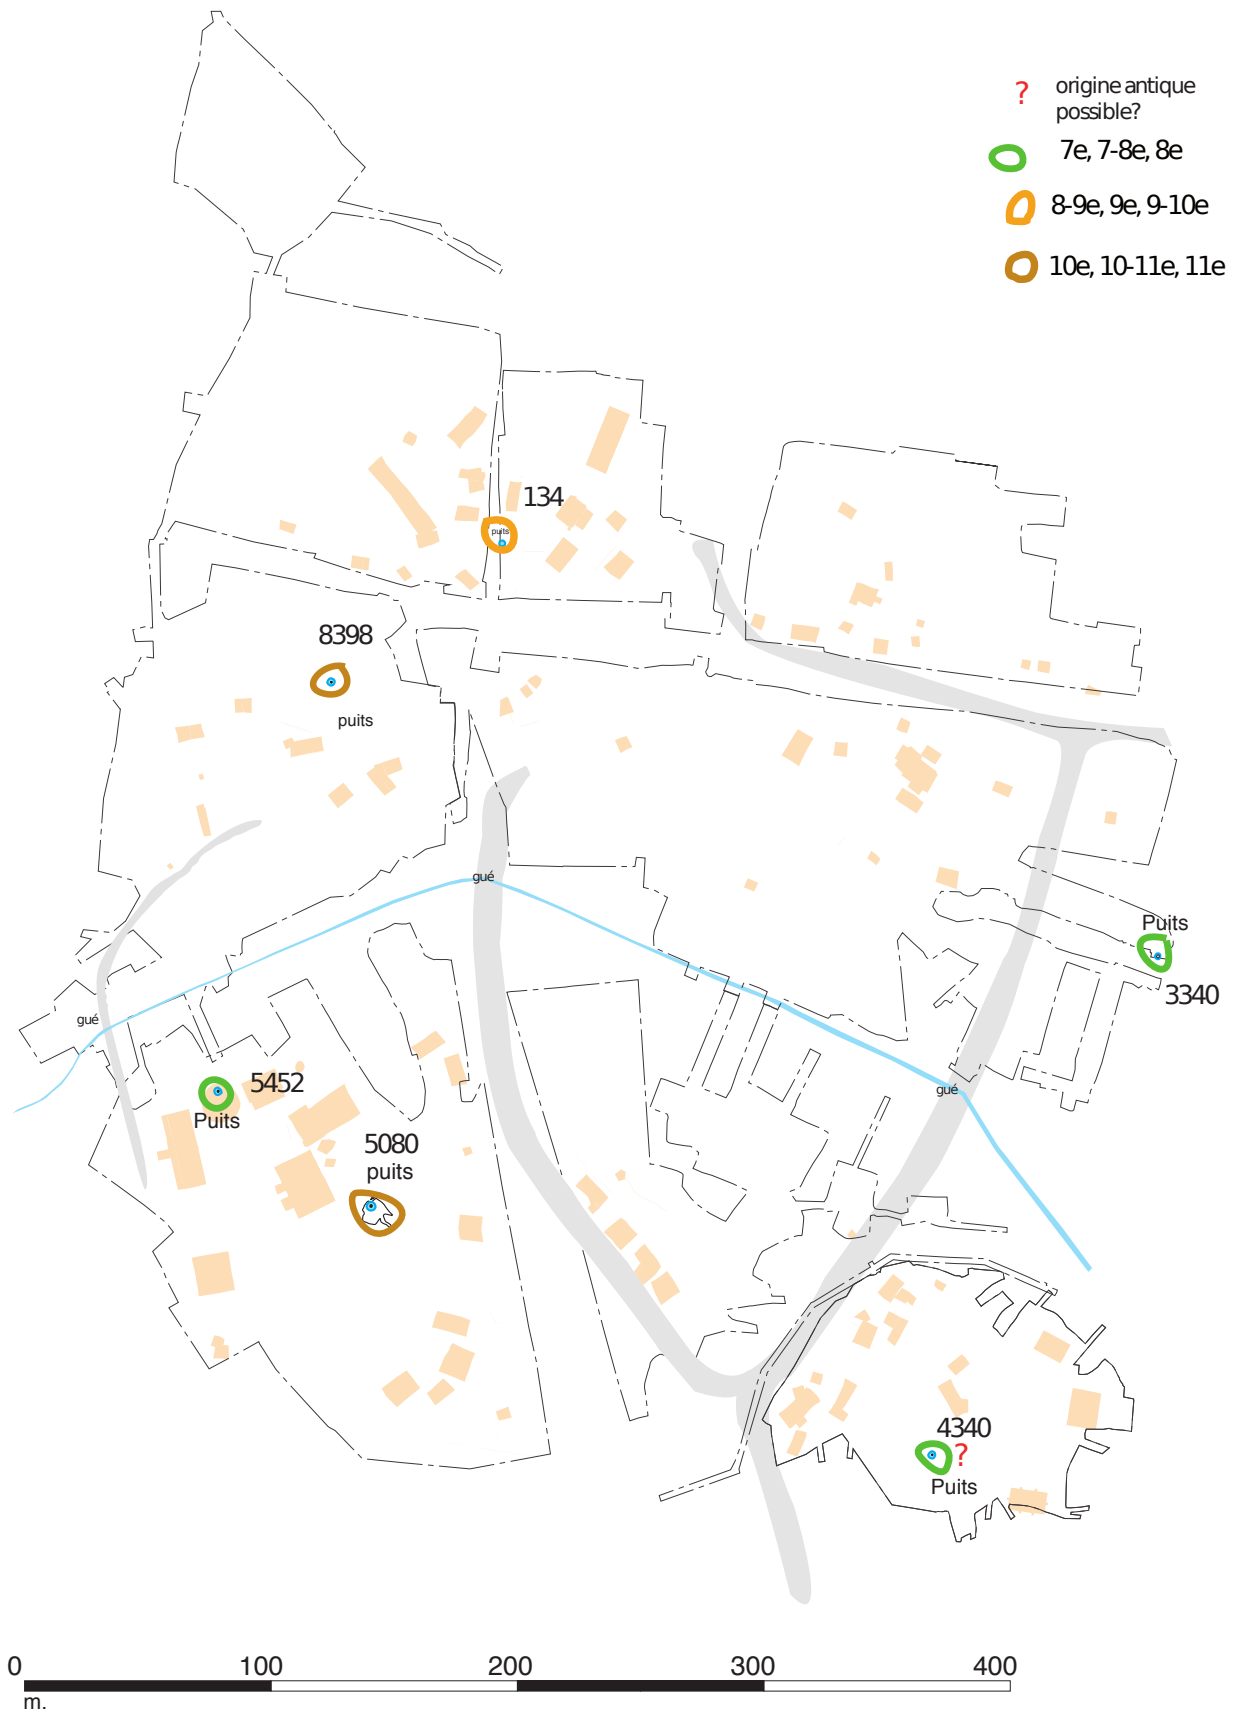 ? origine antique
possible?
7e, 7-8e, 8e
8-9e, 9e, 9-10e
10e, 10-11e, 11e
134
puits
8398
puits
gué
Puits
3340
gué
5452
Puits
gué
5080
puits
4340
?
Puits
0 100 200 300 400
m.